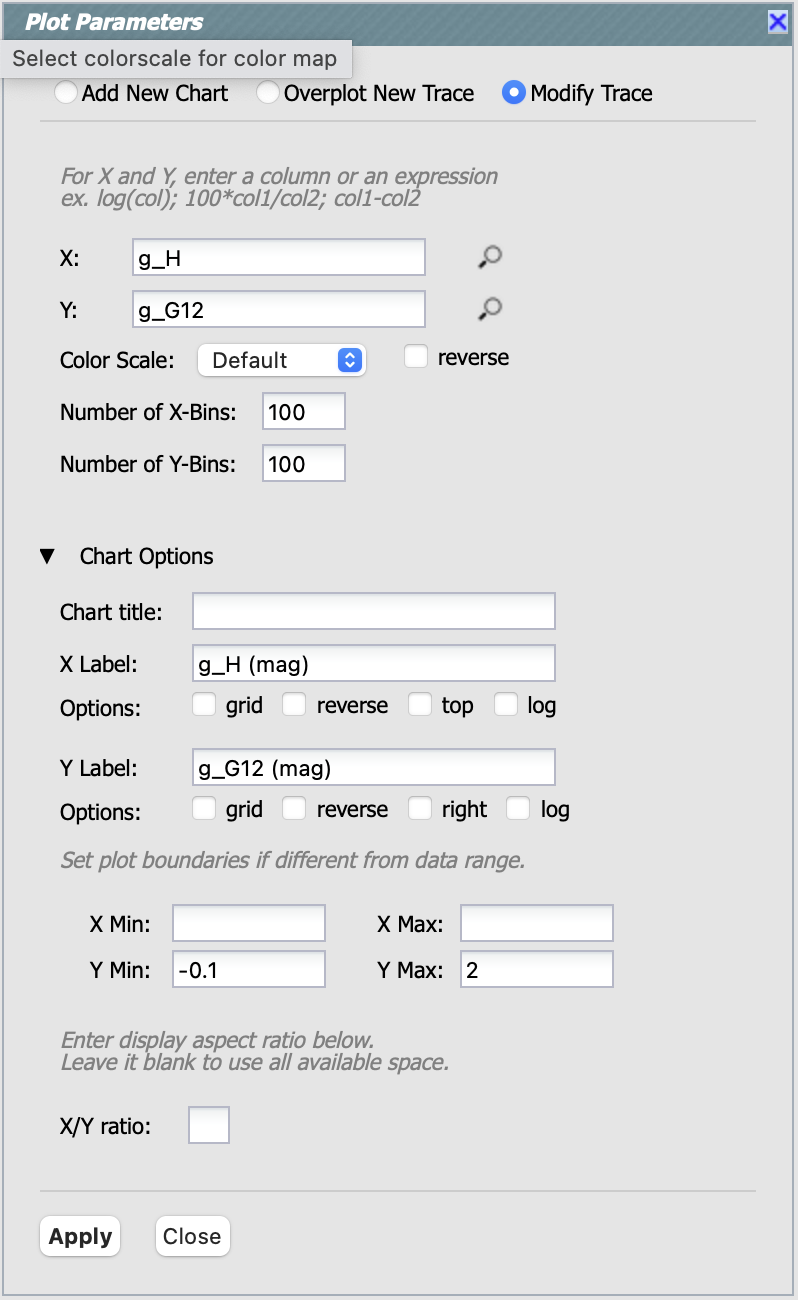 Plot Parameters
Select colorscale for color map
Add New Chart Overplot New Trace Modify Trace
For X and Y, enter a column or an expression
ex. log(col); 100*col1/col2; col1-col2
X: g_H
Y: g_G12
Color Scale: Default reverse
Number of X-Bins: 100
Number of Y-Bins: 100
▼ Chart Options
Chart title:
X Label: g_H (mag)
Options: grid reverse top log
Y Label: g_G12 (mag)
Options: grid reverse right log
Set plot boundaries if different from data range.
X Min: X Max:
Y Min: -0.1 Y Max: 2
Enter display aspect ratio below.
Leave it blank to use all available space.
X/Y ratio:
Apply Close